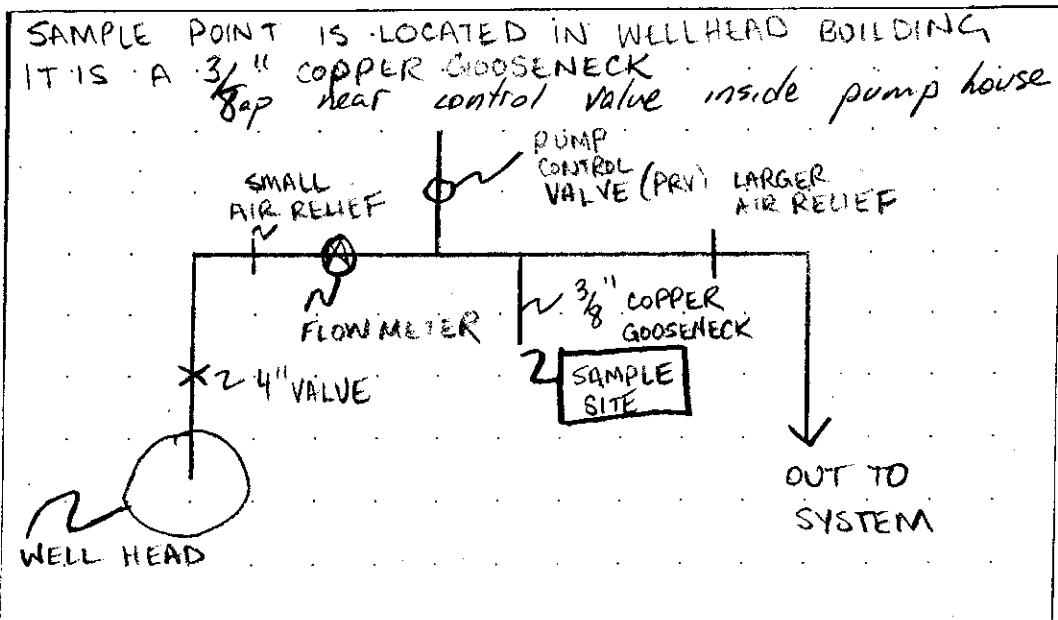 SAMPLE POINT IS LOCATED IN WELLHEAD BUILDING
IT IS A 3/8" COPPER GOOSENECK
near control valve inside pump house
PUMP
CONTROL
VALVE (PRV)
SMALL
AIR RELIEF
LARGER
AIR RELIEF
FLOW METER
3/8" COPPER
GOOSENECK
SAMPLE
SITE
4" VALVE
OUT TO
SYSTEM
WELL HEAD